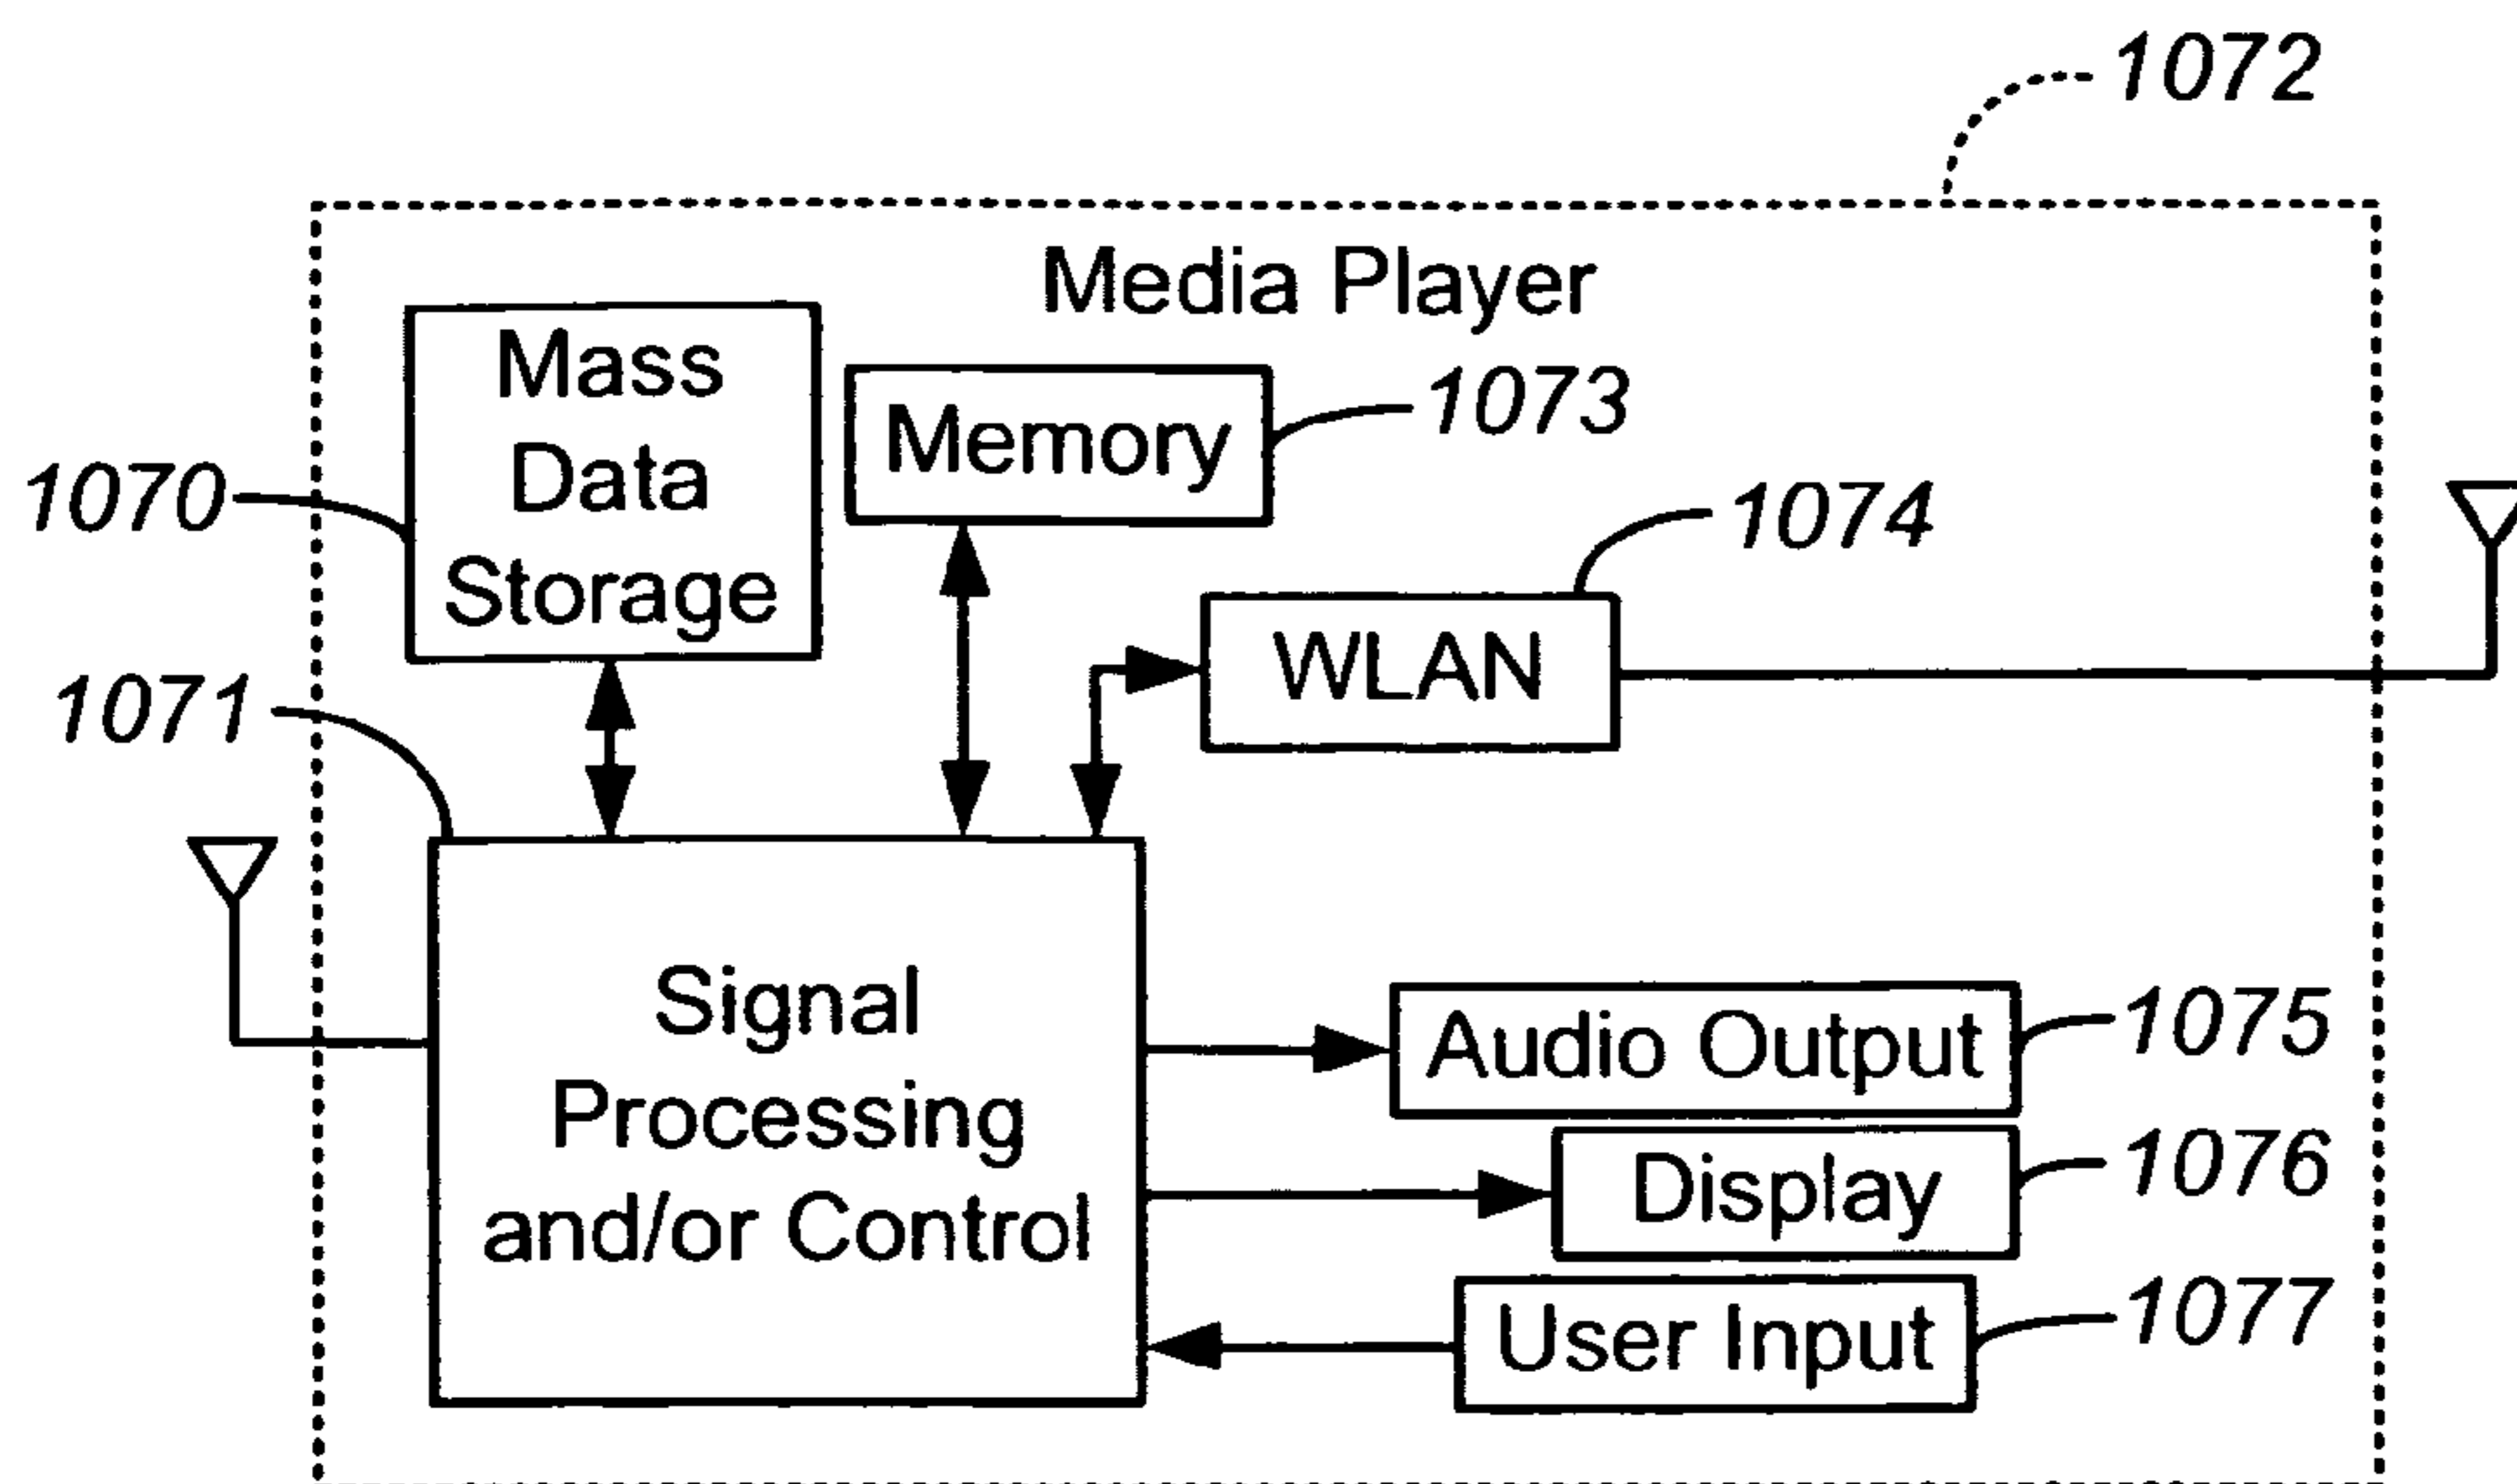 1072
Media Player
Mass
Data
Storage
Memory
1073
1070
1074
WLAN
1071
Signal
Processing
and/or Control
Audio Output
1075
Display
1076
User Input
1077